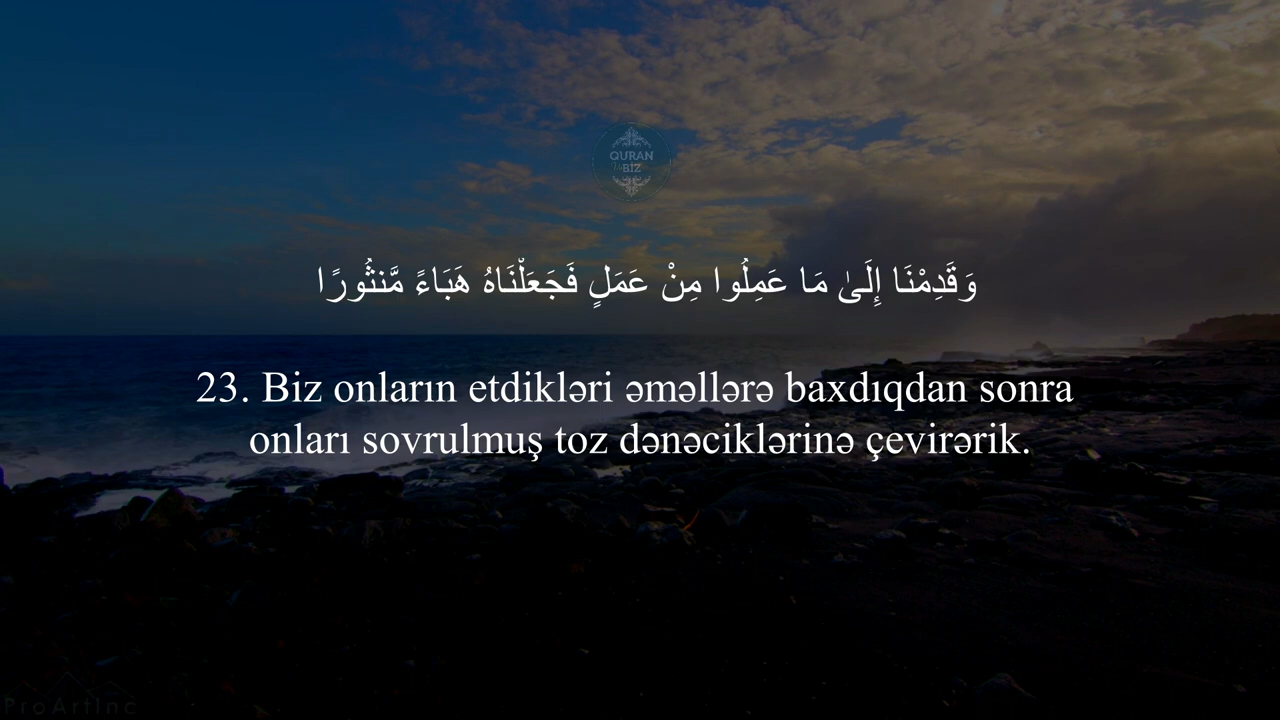 QURAN
BİZ
وَقَدِمْنَا إِلَىٰ مَا عَمِلُوا مِنْ عَمَلٍ فَجَعَلْنَاهُ هَبَاءً مَّنثُورًا
23. Biz onların etdikləri əməllərə baxdıqdan sonra
onları sovrulmuş toz dənəciklərinə çevirərik.
ProArtInc